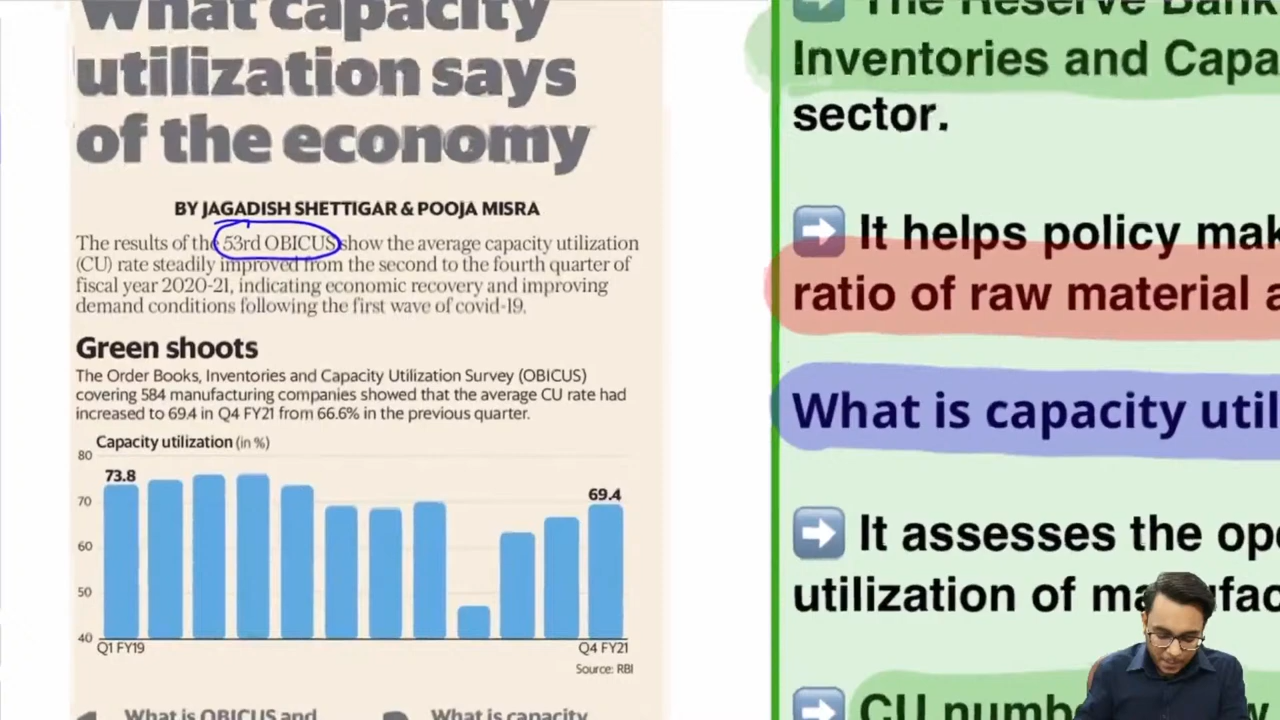 What capacity
utilization says
of the economy
BY JAGADISH SHETTIGAR & POOJA MISRA
The results of the 53rd OBICUS show the average capacity utilization
(CU) rate steadily improved from the second to the fourth quarter of
fiscal year 2020-21, indicating economic recovery and improving
demand conditions following the first wave of covid-19.
Green shoots
The Order Books, Inventories and Capacity Utilization Survey (OBICUS)
covering 584 manufacturing companies showed that the average CU rate had
increased to 69.4 in Q4 FY21 from 66.6% in the previous quarter.
Capacity utilization (in %)
80
73.8
70
69.4
60
50
40
Q1 FY19
Q4 FY21
Source: RBI
What is OBICUS and
What is capacity
The Reserve Bank
Inventories and Capa
sector.
It helps policy mak
ratio of raw material a
What is capacity util
It assesses the ope
utilization of
CU